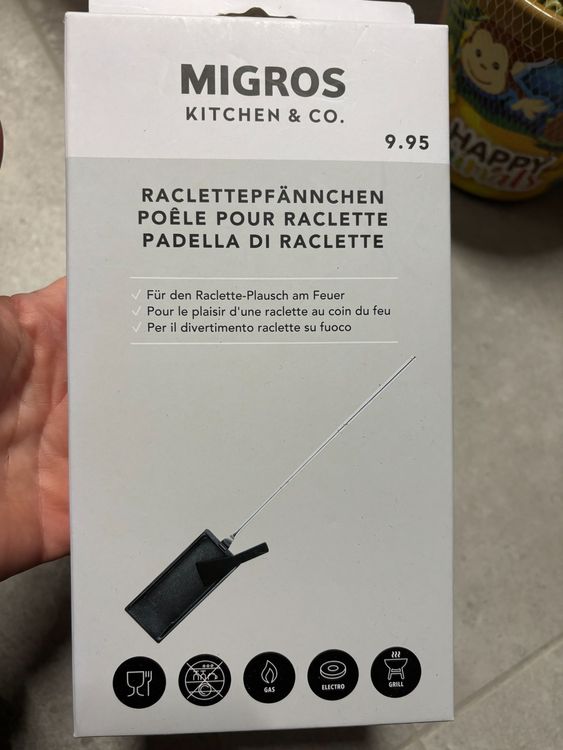 MIGROS
KITCHEN & CO.
9.95
RACLETTEPFÄNNCHEN
POÊLE POUR RACLETTE
PADELLA DI RACLETTE
Für den Raclette-Plausch am Feuer
Pour le plaisir d'une raclette au coin du feu
Per il divertimento raclette su fuoco
GAS
ELECTRO
GRILL
HAPPY